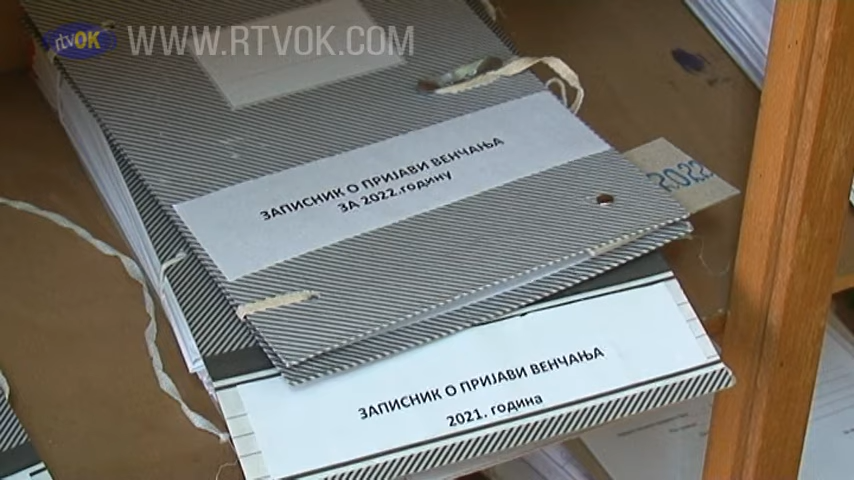 rtvOK WWW.RTVOK.COM
ЗАПИСНИК О ПРИЈАВИ ВЕНЧАЊА
ЗА 2022.годину
2022
ЗАПИСНИК О ПРИЈАВИ ВЕНЧАЊА
2021. година